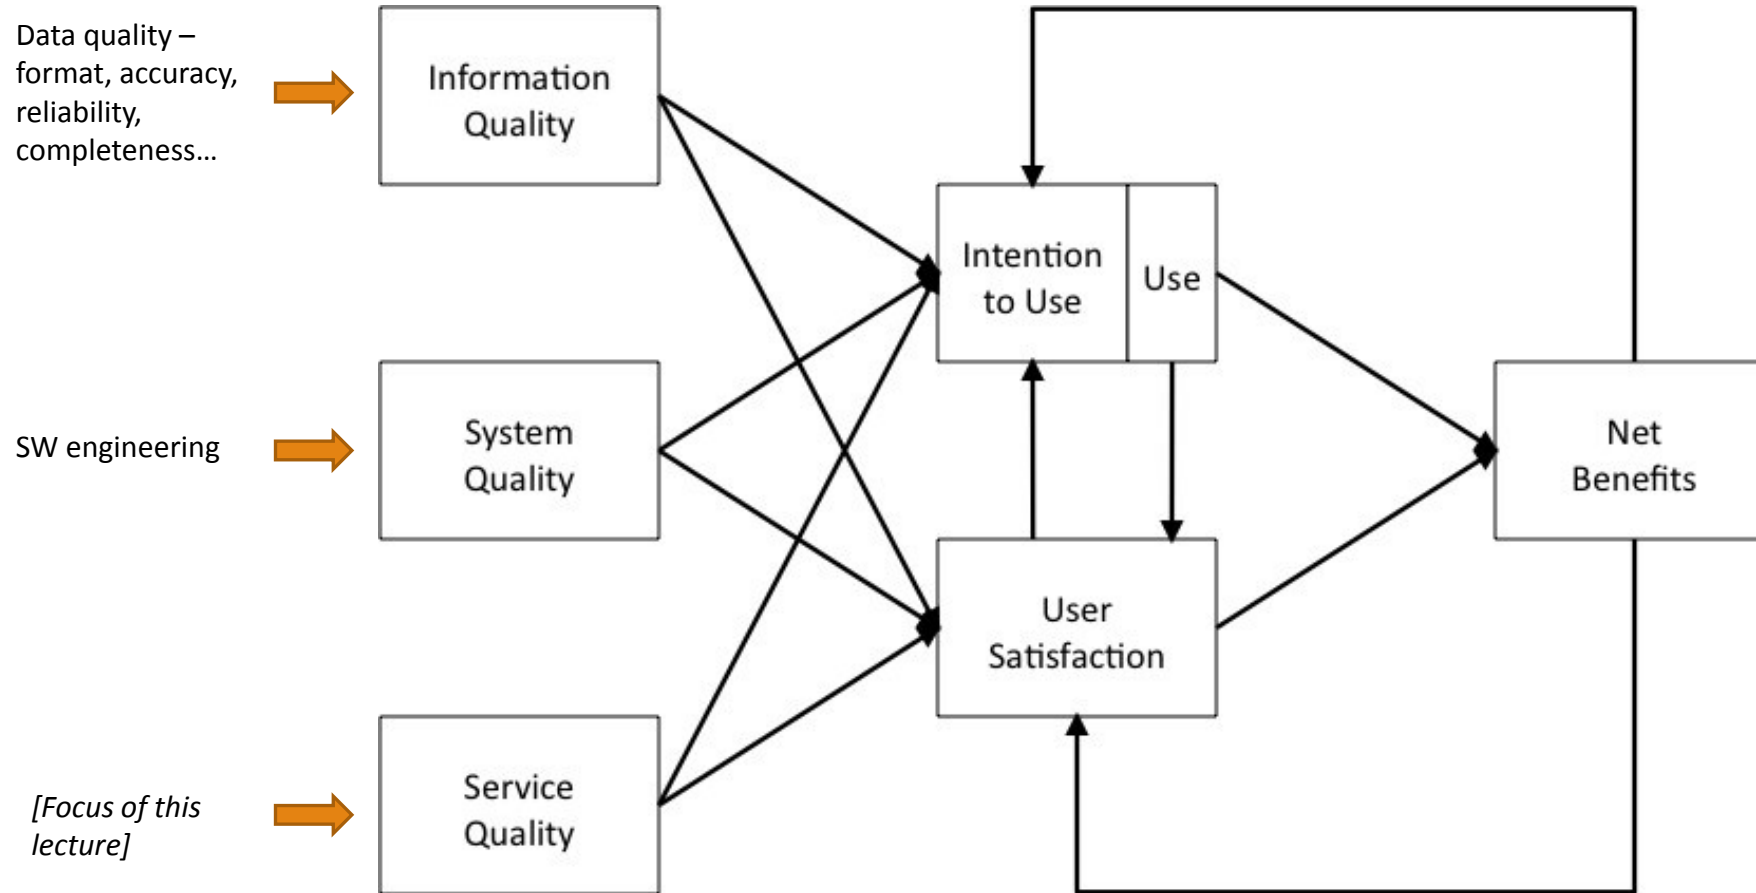 Data quality –
format, accuracy,
reliability,
completeness…
Information
Quality
Intention
to Use
Use
SW engineering
System
Quality
Net
Benefits
User
Satisfaction
[Focus of this
lecture]
Service
Quality